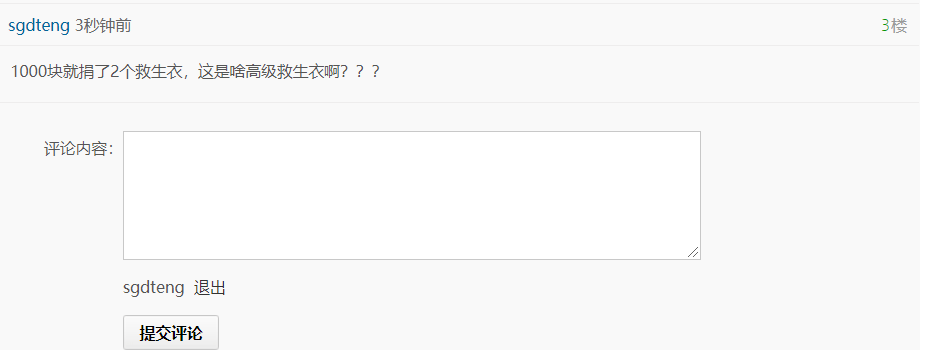 sgdteng 3秒钟前 3楼
1000块就捐了2个救生衣，这是啥高级救生衣啊？？？
评论内容：
sgdteng 退出
提交评论